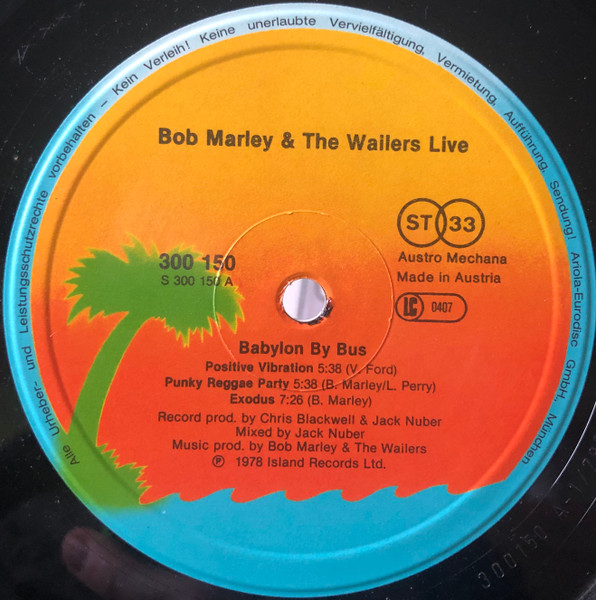 Alle Urheber- und Leistungsschutzrechte vorbehalten – Kein Verleih! Keine unerlaubte Vervielfältigung, Vermietung, Aufführung, Sendung! Ariola-Eurodisc GmbH, München
Bob Marley & The Wailers Live
ST 33
300 150
S 300 150 A
Austro Mechana
Made in Austria
LC 0407
Babylon By Bus
Positive Vibration 5:38 (V. Ford)
Punky Reggae Party 5:38 (B. Marley/L. Perry)
Exodus 7:26 (B. Marley)
Record prod. by Chris Blackwell & Jack Nuber
Mixed by Jack Nuber
Music prod. by Bob Marley & The Wailers
℗ 1978 Island Records Ltd.
300150